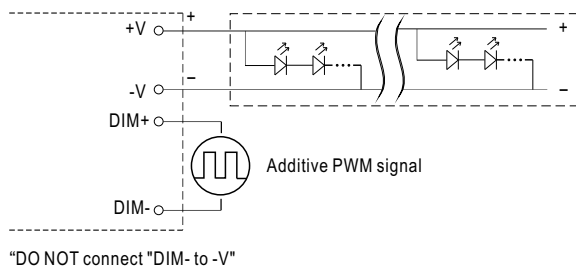 +
+V
+
-V
−
−
DIM+
Additive PWM signal
DIM-
“DO NOT connect "DIM- to -V"